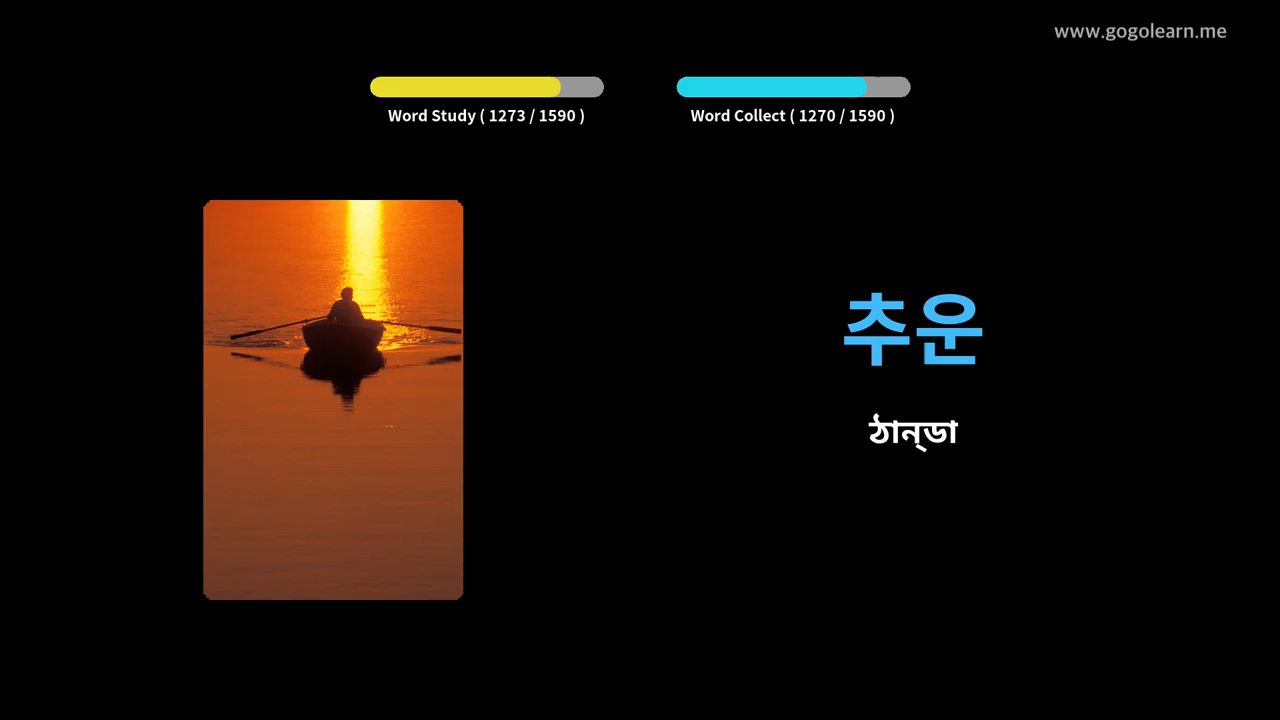 www.gogolearn.me
Word Study ( 1273 / 1590 )
Word Collect ( 1270 / 1590 )
추운
ঠান্‌ডা